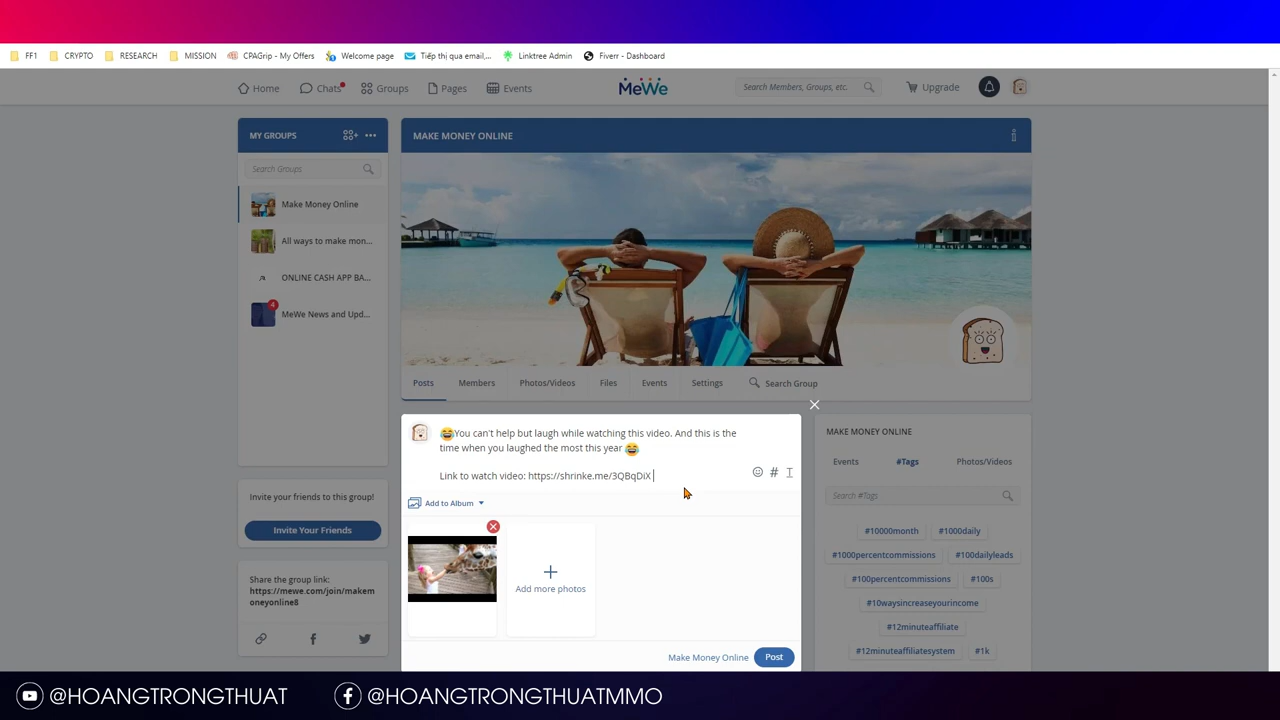 FF1 CRYPTO RESEARCH MISSION CPAGrip - My Offers Welcome page Tiếp thị qua email,... Linktree Admin Fiverr - Dashboard
Home Chats Groups Pages Events MeWe Search Members, Groups, etc. Upgrade
MY GROUPS
Search Groups
Make Money Online
All ways to make mon...
ONLINE CASH APP BA...
4
MeWe News and Upd...
Invite your friends to this group!
Invite Your Friends
Share the group link:
https://mewe.com/join/makem
oneyonline8
MAKE MONEY ONLINE
Posts Members Photos/Videos Files Events Settings Search Group
😂You can't help but laugh while watching this video. And this is the
time when you laughed the most this year 😂
Link to watch video: https://shrinke.me/3QBqDiX
Add to Album
Add more photos
Make Money Online Post
MAKE MONEY ONLINE
Events #Tags Photos/Videos
Search #Tags
#10000month #1000daily
#1000percentcommissions #100dailyleads
#100percentcommissions #100s
#10waysincreaseyourincome
#12minuteaffiliate
#12minuteaffiliatesystem #1k
@HOANGTRONGTHUAT @HOANGTRONGTHUATMMO